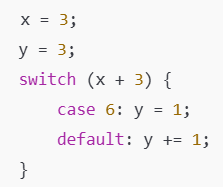 x = 3;
y = 3;
switch (x + 3) {
    case 6: y = 1;
    default: y += 1;
}